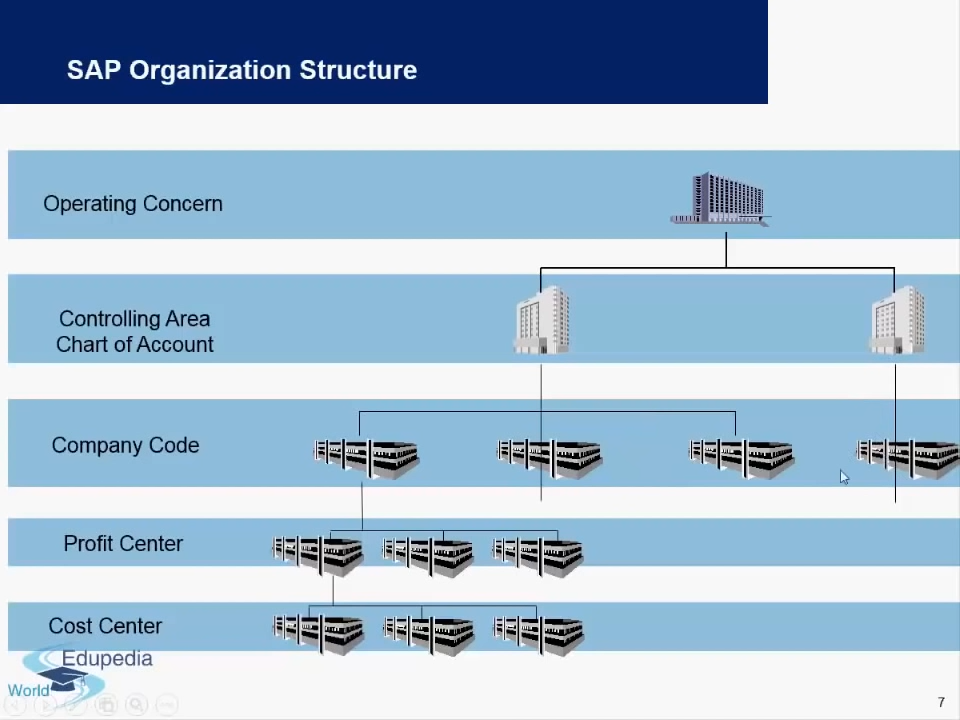 SAP Organization Structure
Operating Concern
Controlling Area
Chart of Account
Company Code
Profit Center
Cost Center
Edupedia
World
7